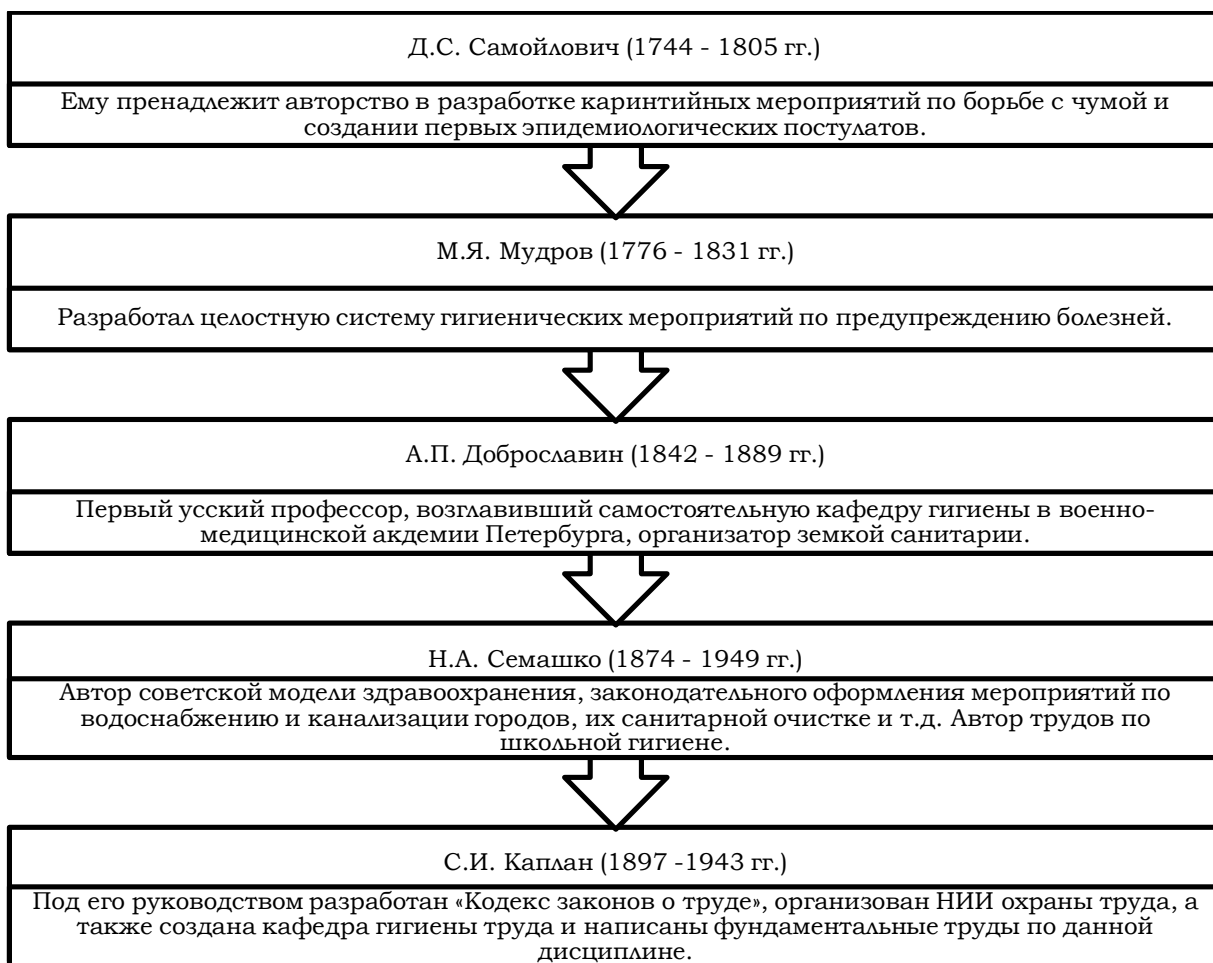 Д.С. Самойлович (1744 - 1805 гг.)
Ему пренадлежит авторство в разработке каринтийных мероприятий по борьбе с чумой и
создании первых эпидемиологических постулатов.
М.Я. Мудров (1776 - 1831 гг.)
Разработал целостную систему гигиенических мероприятий по предупреждению болезней.
А.П. Доброславин (1842 - 1889 гг.)
Первый усский профессор, возглавивший самостоятельную кафедру гигиены в военно-
медицинской акдемии Петербурга, организатор земкой санитарии.
Н.А. Семашко (1874 - 1949 гг.)
Автор советской модели здравоохранения, законодательного оформления мероприятий по
водоснабжению и канализации городов, их санитарной очистке и т.д. Автор трудов по
школьной гигиене.
С.И. Каплан (1897 -1943 гг.)
Под его руководством разработан «Кодекс законов о труде», организован НИИ охраны труда, а
также создана кафедра гигиены труда и написаны фундаментальные труды по данной
дисциплине.